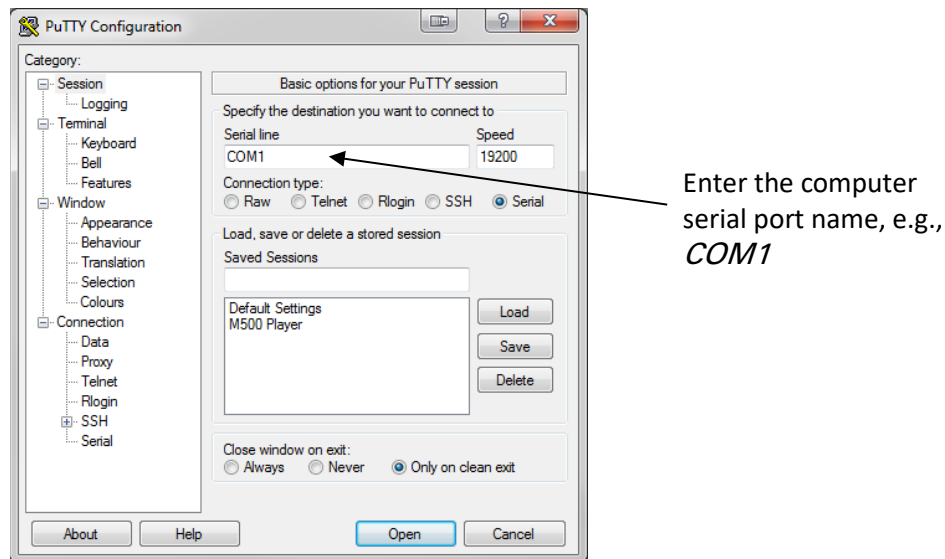 PuTTY Configuration
Category:
Session
Logging
Terminal
Keyboard
Bell
Features
Window
Appearance
Behaviour
Translation
Selection
Colours
Connection
Data
Proxy
Telnet
Rlogin
SSH
Serial
Basic options for your PuTTY session
Specify the destination you want to connect to
Serial line Speed
COM1 19200
Connection type:
Raw Telnet Rlogin SSH Serial
Load, save or delete a stored session
Saved Sessions
Default Settings
M500 Player
Load
Save
Delete
Close window on exit:
Always Never Only on clean exit
About Help Open Cancel
Enter the computer
serial port name, e.g.,
COM1